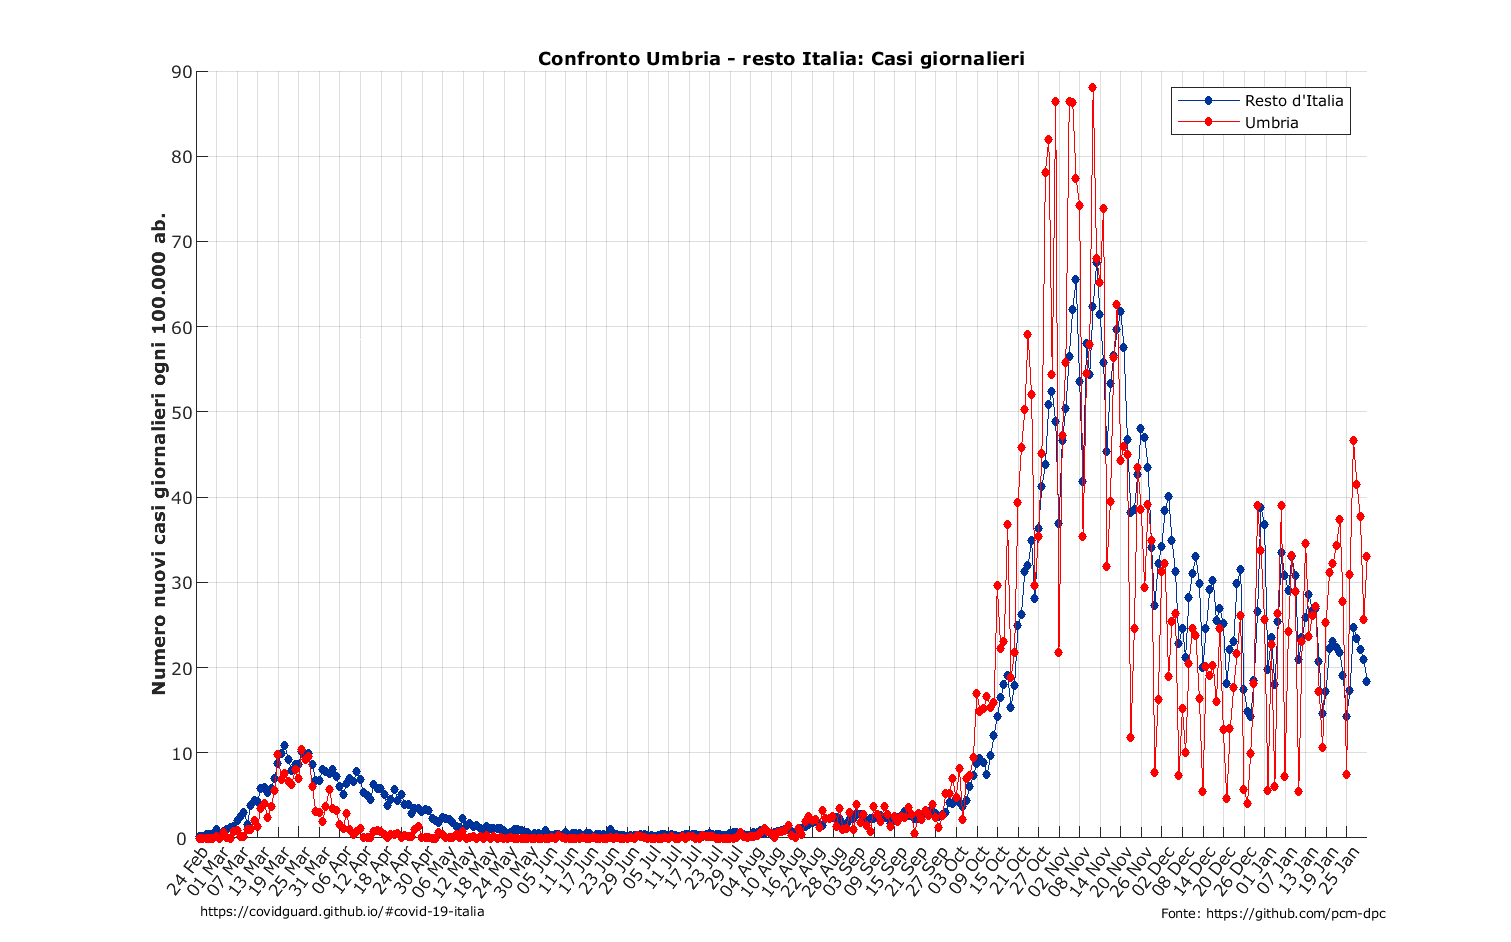 Confronto Umbria - resto Italia: Casi giornalieri
Numero nuovi casi giornalieri ogni 100.000 ab.
90
80
70
60
50
40
30
20
10
0
Resto d'Italia
Umbria
24 Feb
01 Mar
07 Mar
13 Mar
19 Mar
25 Mar
31 Mar
06 Apr
12 Apr
18 Apr
24 Apr
30 Apr
06 May
12 May
18 May
24 May
30 May
05 Jun
11 Jun
17 Jun
23 Jun
29 Jun
05 Jul
11 Jul
17 Jul
23 Jul
29 Jul
04 Aug
10 Aug
16 Aug
22 Aug
28 Aug
03 Sep
09 Sep
15 Sep
21 Sep
27 Sep
03 Oct
09 Oct
15 Oct
21 Oct
27 Oct
02 Nov
08 Nov
14 Nov
20 Nov
26 Nov
02 Dec
08 Dec
14 Dec
20 Dec
26 Dec
01 Jan
07 Jan
13 Jan
19 Jan
25 Jan
https://covidguard.github.io/#covid-19-italia
Fonte: https://github.com/pcm-dpc